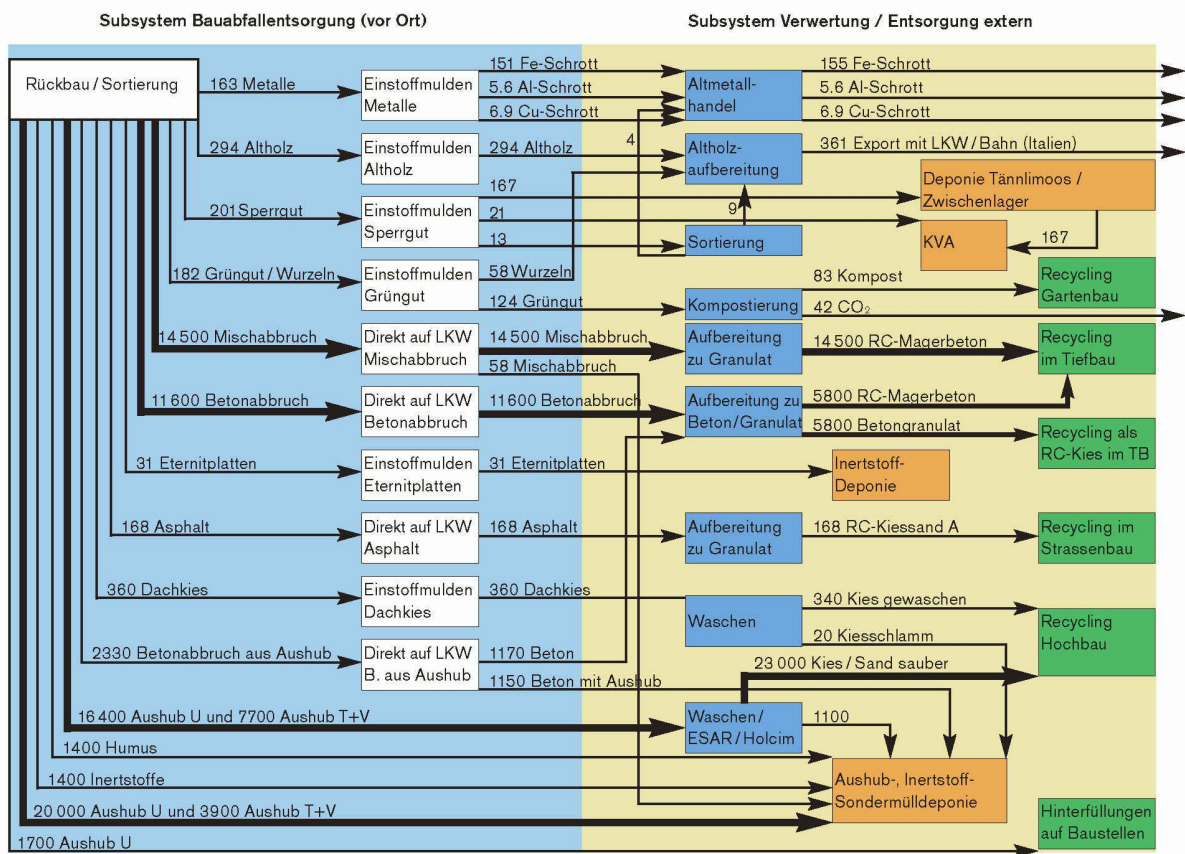 Subsystem Bauabfallentsorgung (vor Ort)
Subsystem Verwertung / Entsorgung extern
Rückbau / Sortierung
163 Metalle
Einstoffmulden
Metalle
151 Fe-Schrott
5.6 Al-Schrott
6.9 Cu-Schrott
Altmetall-
handel
155 Fe-Schrott
5.6 Al-Schrott
6.9 Cu-Schrott
4
294 Altholz
Einstoffmulden
Altholz
294 Altholz
Altholz-
aufbereitung
361 Export mit LKW / Bahn (Italien)
201 Sperrgut
Einstoffmulden
Sperrgut
167
21
13
9
Sortierung
Deponie Tännlimoos /
Zwischenlager
KVA
167
182 Grüngut / Wurzeln
Einstoffmulden
Grüngut
58 Wurzeln
124 Grüngut
Kompostierung
83 Kompost
42 CO₂
Recycling
Gartenbau
14 500 Mischabbruch
Direkt auf LKW
Mischabbruch
14 500 Mischabbruch
58 Mischabbruch
Aufbereitung
zu Granulat
14 500 RC-Magerbeton
Recycling
im Tiefbau
11 600 Betonabbruch
Direkt auf LKW
Betonabbruch
11 600 Betonabbruch
Aufbereitung zu
Beton/Granulat
5800 RC-Magerbeton
5800 Betongranulat
Recycling als
RC-Kies im TB
31 Eternitplatten
Einstoffmulden
Eternitplatten
31 Eternitplatten
Inertstoff-
Deponie
168 Asphalt
Direkt auf LKW
Asphalt
168 Asphalt
Aufbereitung
zu Granulat
168 RC-Kiessand A
Recycling im
Strassenbau
360 Dachkies
Einstoffmulden
Dachkies
360 Dachkies
Waschen
340 Kies gewaschen
20 Kiesschlamm
Recycling
Hochbau
2330 Betonabbruch aus Aushub
Direkt auf LKW
B. aus Aushub
1170 Beton
1150 Beton mit Aushub
23 000 Kies / Sand sauber
16 400 Aushub U und 7700 Aushub T+V
Waschen /
ESAR / Holcim
1100
1400 Humus
1400 Inertstoffe
20 000 Aushub U und 3900 Aushub T+V
Aushub-, Inertstoff-
Sondermülldeponie
1700 Aushub U
Hinterfüllungen
auf Baustellen